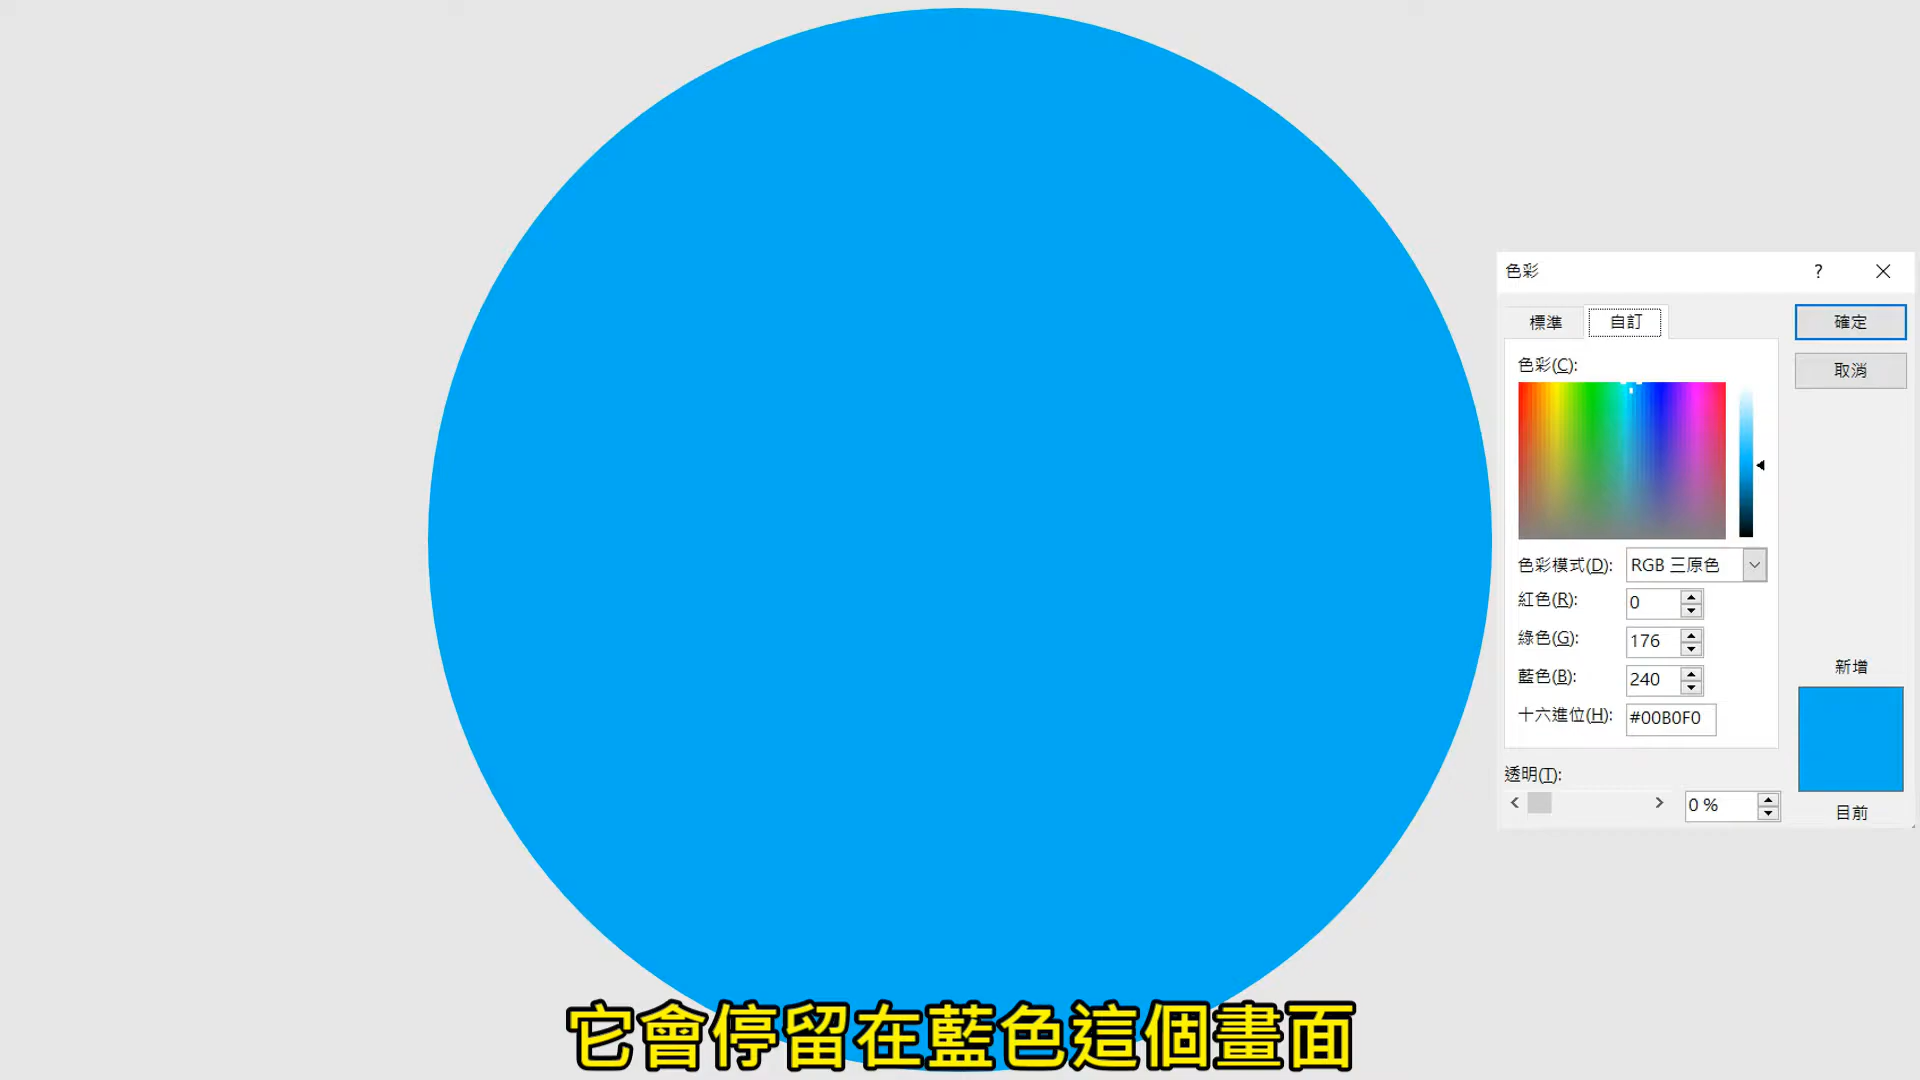 色彩
?
標準
自訂
確定
色彩(C):
取消
色彩模式(D):
RGB 三原色
紅色(R):
0
綠色(G):
176
藍色(B):
240
十六進位(H):
#00B0F0
新增
透明(T):
0 %
目前
它會停留在藍色這個畫面